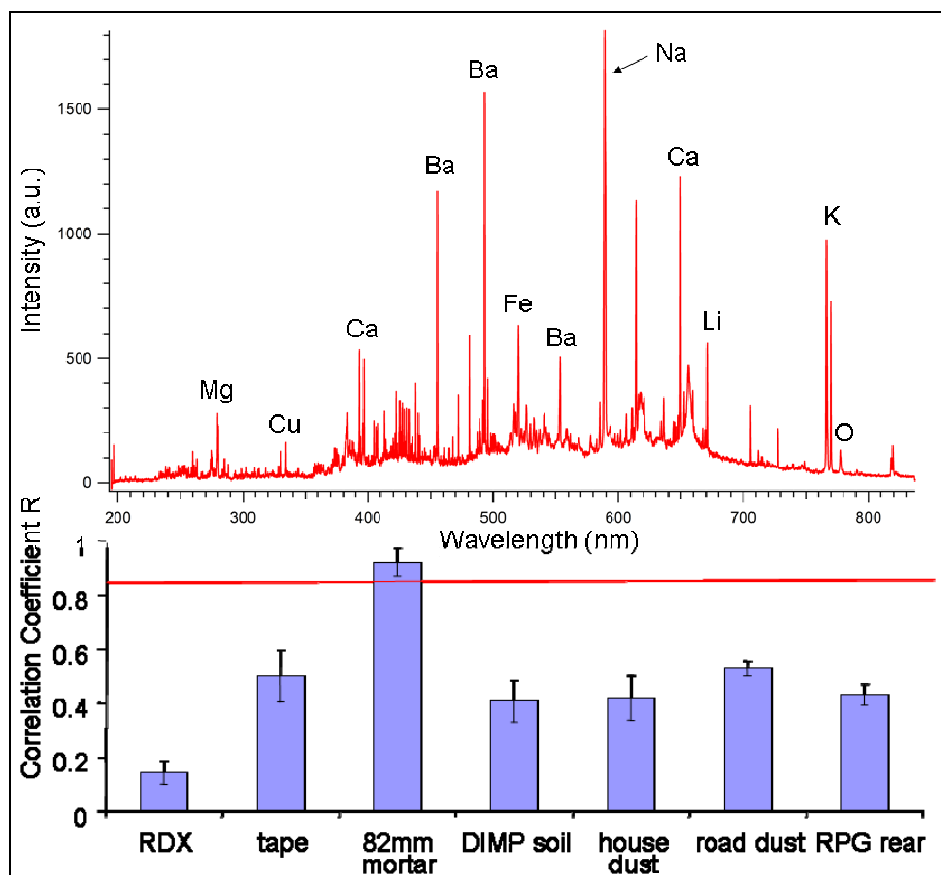 Intensity (a.u.)
1500
1000
500
0
Mg
Cu
Ca
Ba
Ba
Fe
Ba
Na
Ca
Li
K
O
200 300 400 500 600 700 800
Wavelength (nm)
Correlation Coefficient R
1
0.8
0.6
0.4
0.2
0
RDX
tape
82mm
mortar
DIMP soil
house
dust
road dust
RPG rear